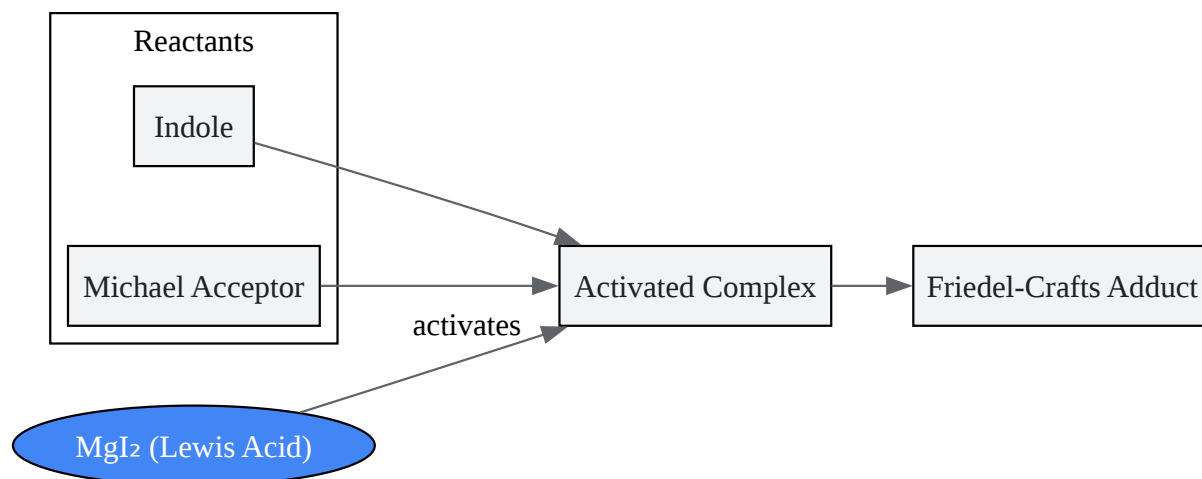 Reactants
Indole
Michael Acceptor
Activated Complex
Friedel-Crafts Adduct
activates
MgI₂ (Lewis Acid)